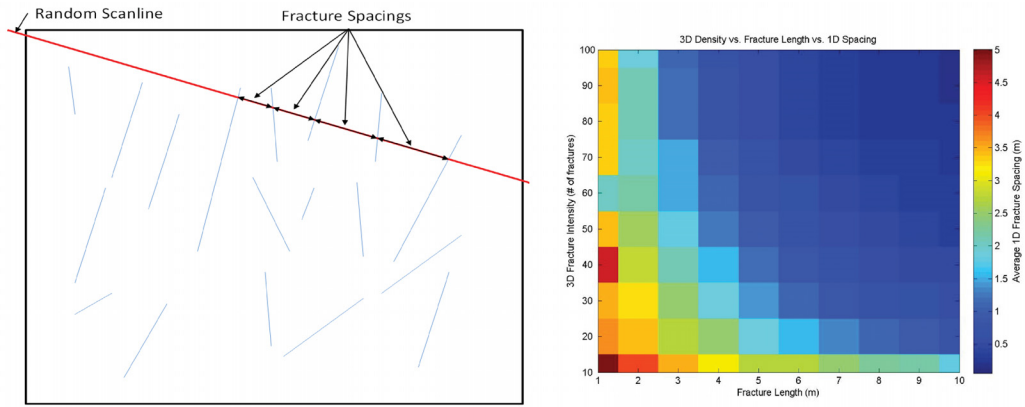 Random Scanline
Fracture Spacings
3D Density vs. Fracture Length vs. 1D Spacing
3D Fracture Intensity (# of fractures)
100
90
80
70
60
50
40
30
20
10
1 2 3 4 5 6 7 8 9 10
Fracture Length (m)
5
4.5
4
3.5
3
2.5
2
1.5
1
0.5
Average 1D Fracture Spacing (m)